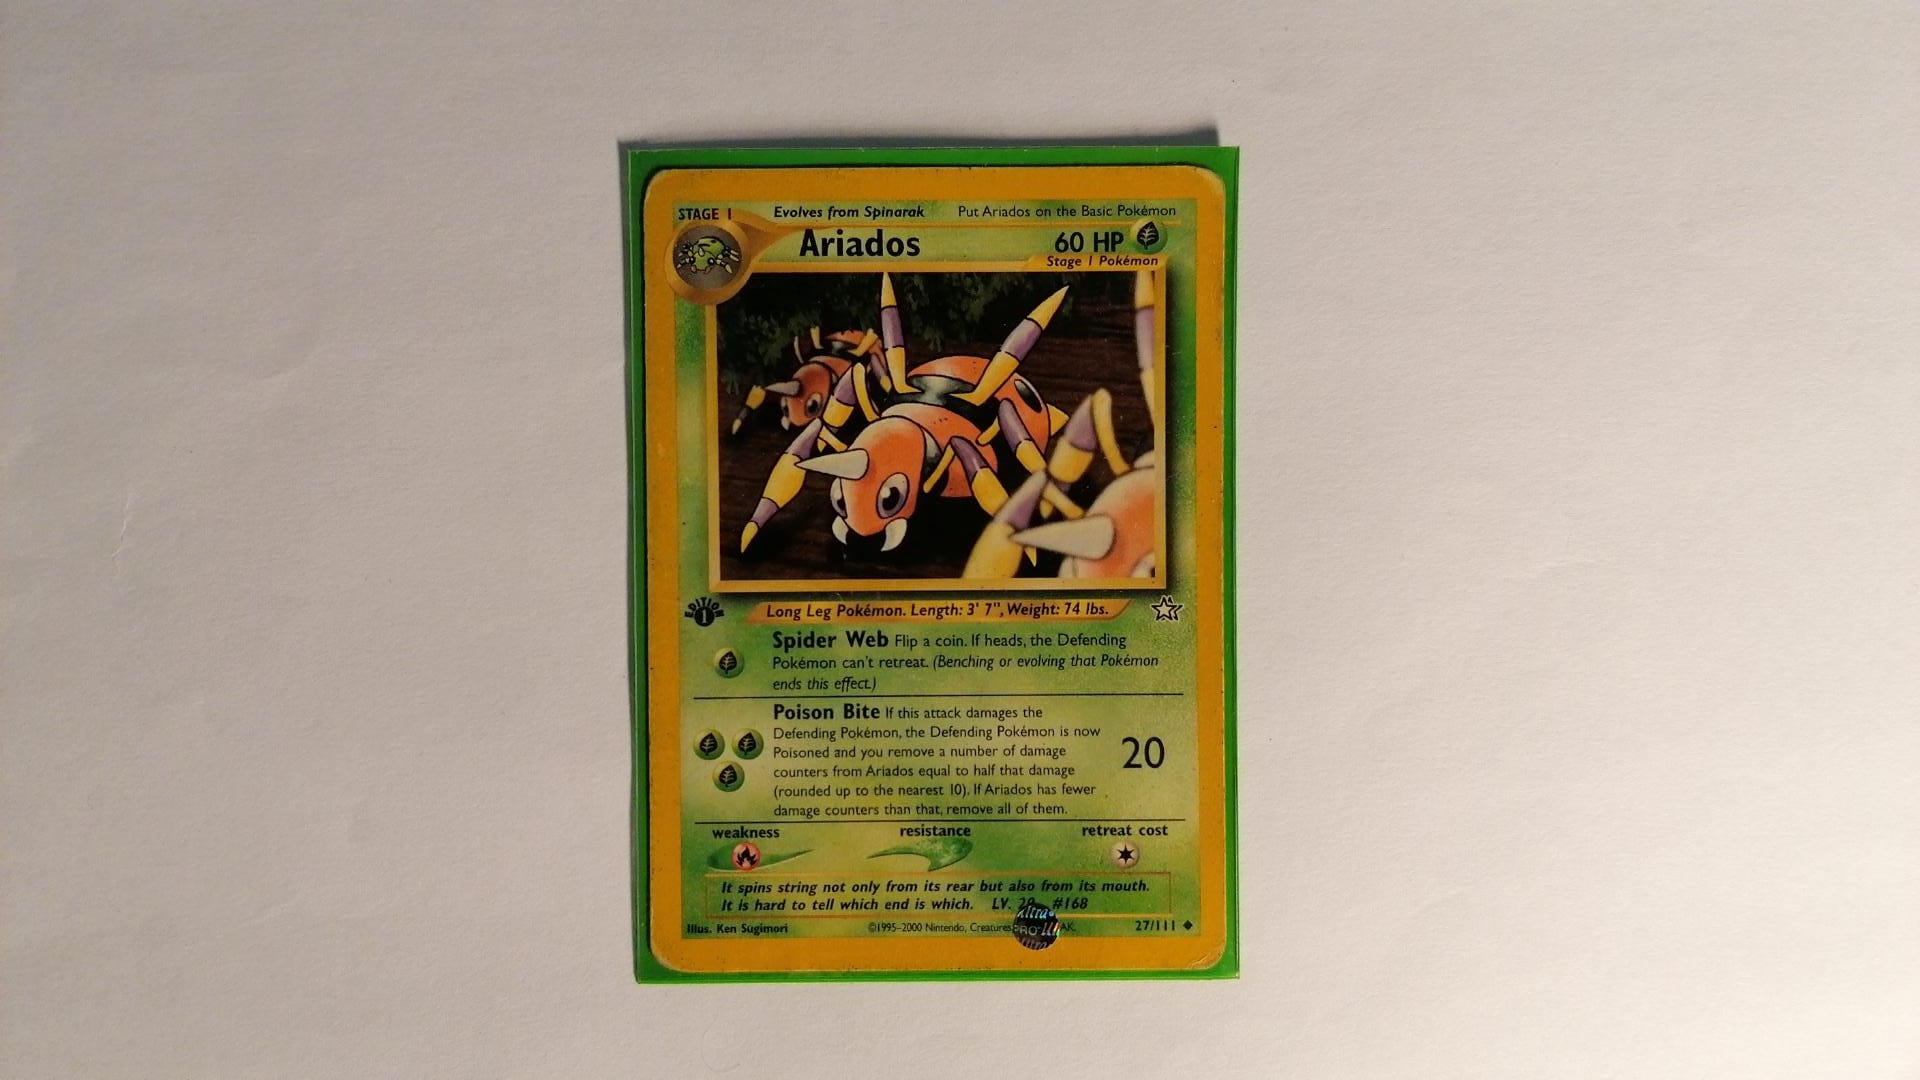 STAGE 1 Evolves from Spinarak Put Ariados on the Basic Pokémon
Ariados 60 HP
Stage 1 Pokémon
EDITION
1
Long Leg Pokémon. Length: 3' 7", Weight: 74 lbs.
Spider Web Flip a coin. If heads, the Defending
Pokémon can't retreat. (Benching or evolving that Pokémon
ends this effect.)
Poison Bite If this attack damages the
Defending Pokémon, the Defending Pokémon is now
Poisoned and you remove a number of damage
counters from Ariados equal to half that damage
(rounded up to the nearest 10). If Ariados has fewer
damage counters than that, remove all of them.
20
weakness resistance retreat cost
It spins string not only from its rear but also from its mouth.
It is hard to tell which end is which. LV. #168
Illus. Ken Sugimori ©1995–2000 Nintendo, Creatures, 27/111